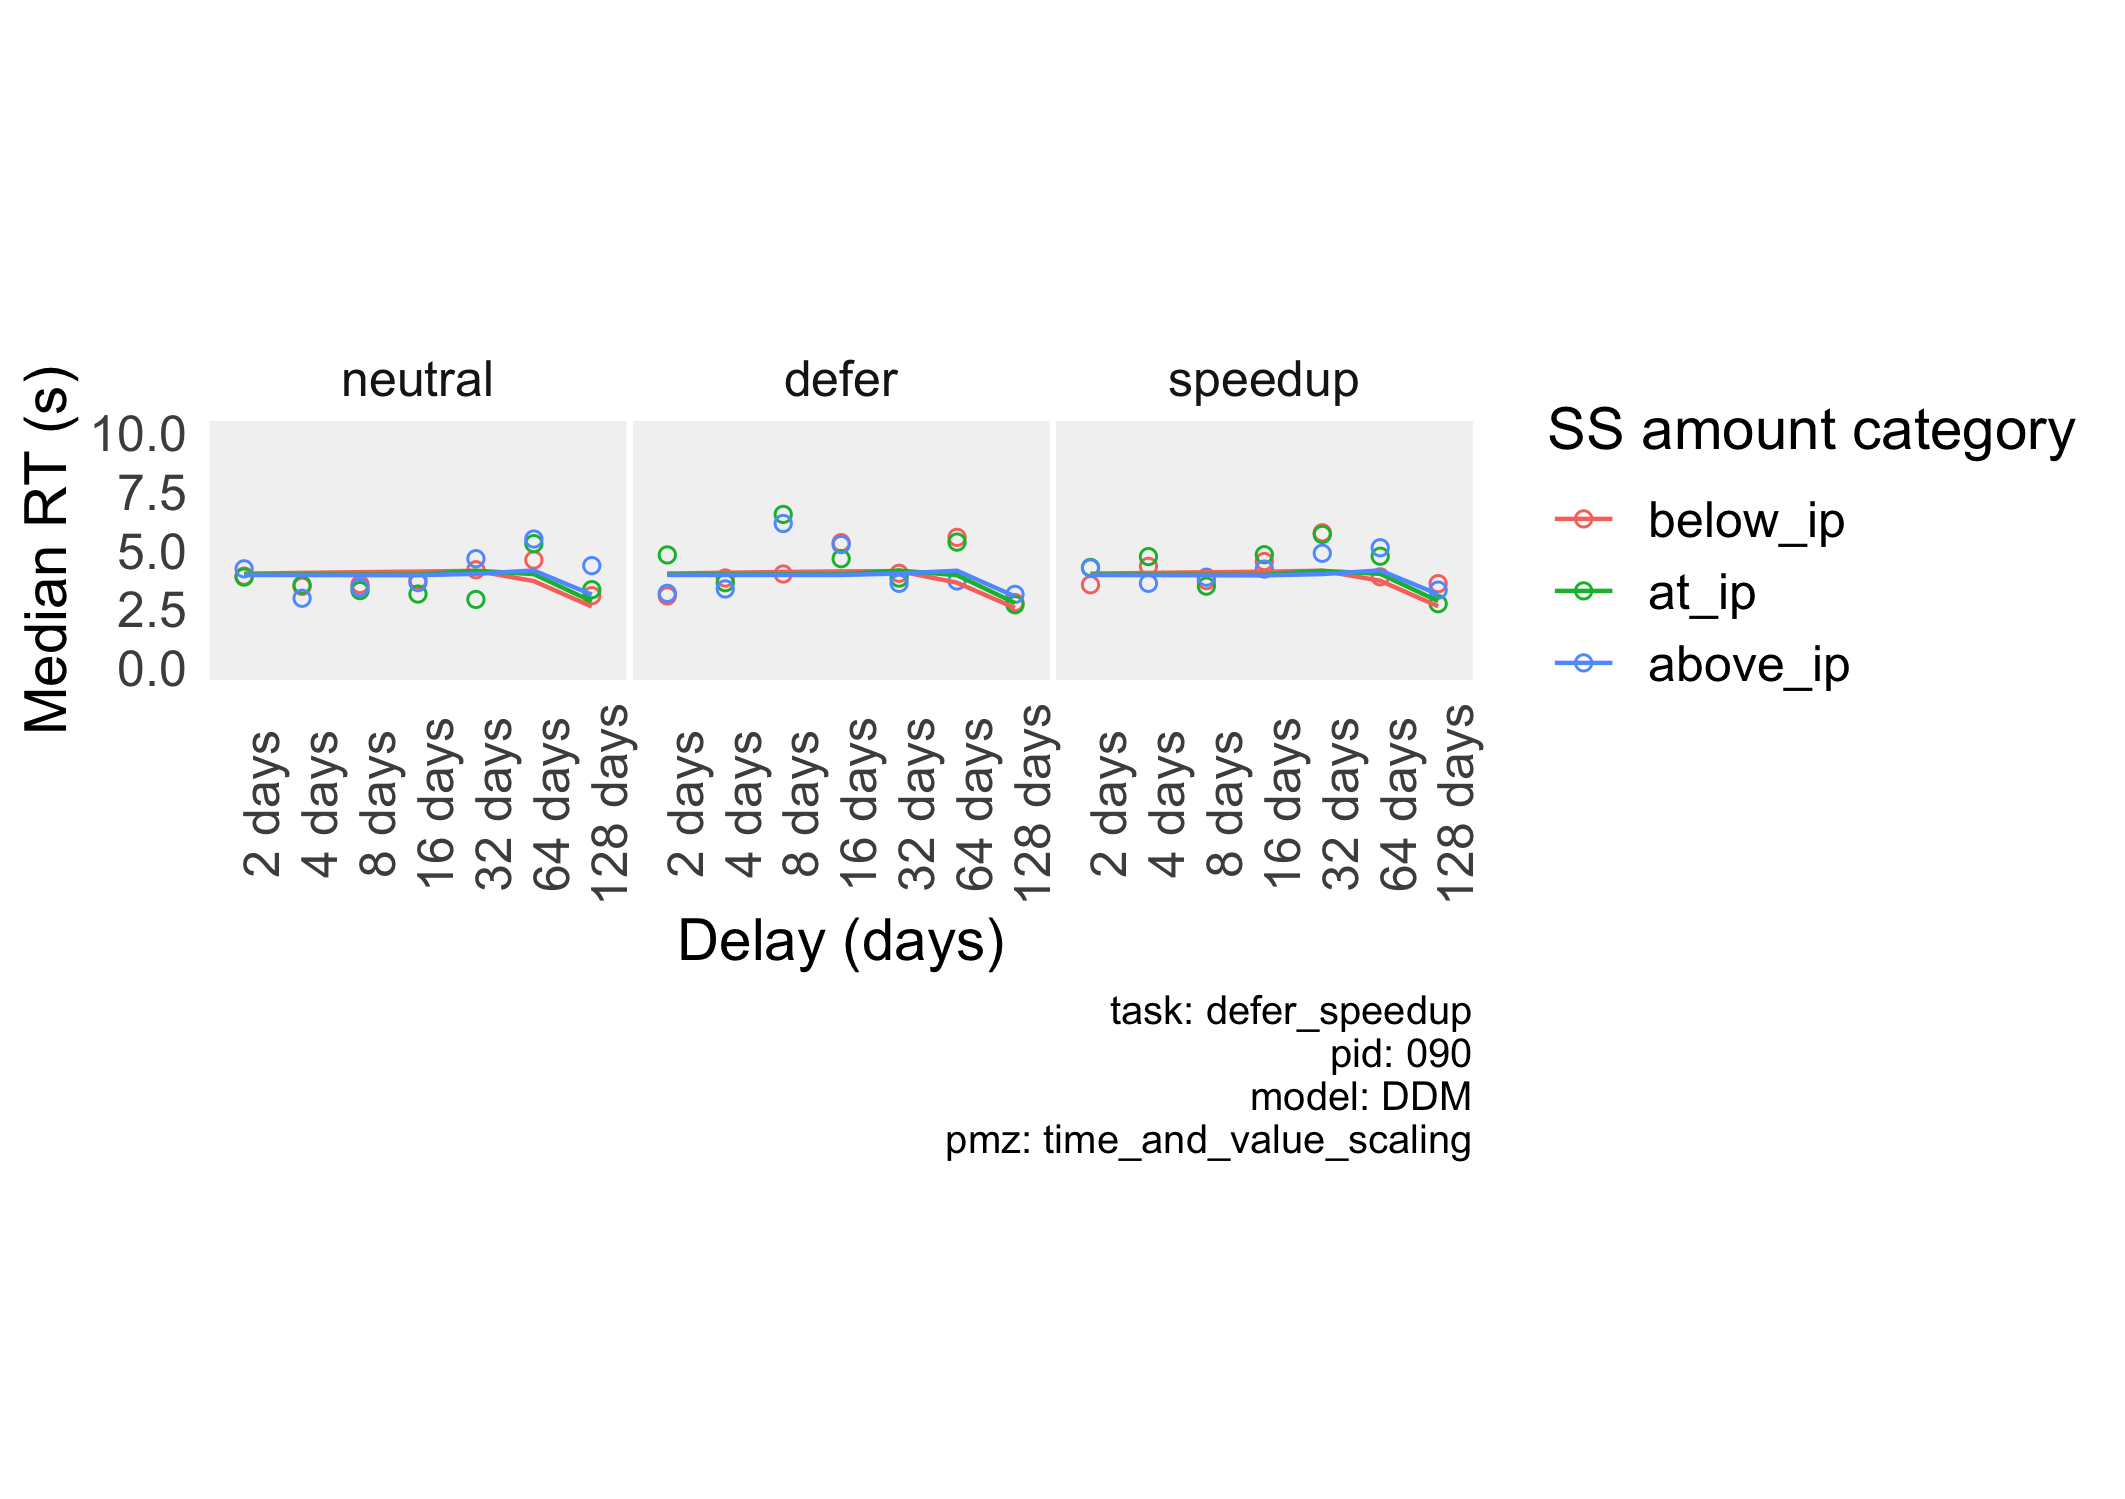 neutral defer speedup
Median RT (s)
10.0
7.5
5.0
2.5
0.0
2 days 4 days 8 days 16 days 32 days 64 days 128 days 2 days 4 days 8 days 16 days 32 days 64 days 128 days 2 days 4 days 8 days 16 days 32 days 64 days 128 days
Delay (days)
SS amount category
below_ip
at_ip
above_ip
task: defer_speedup
pid: 090
model: DDM
pmz: time_and_value_scaling